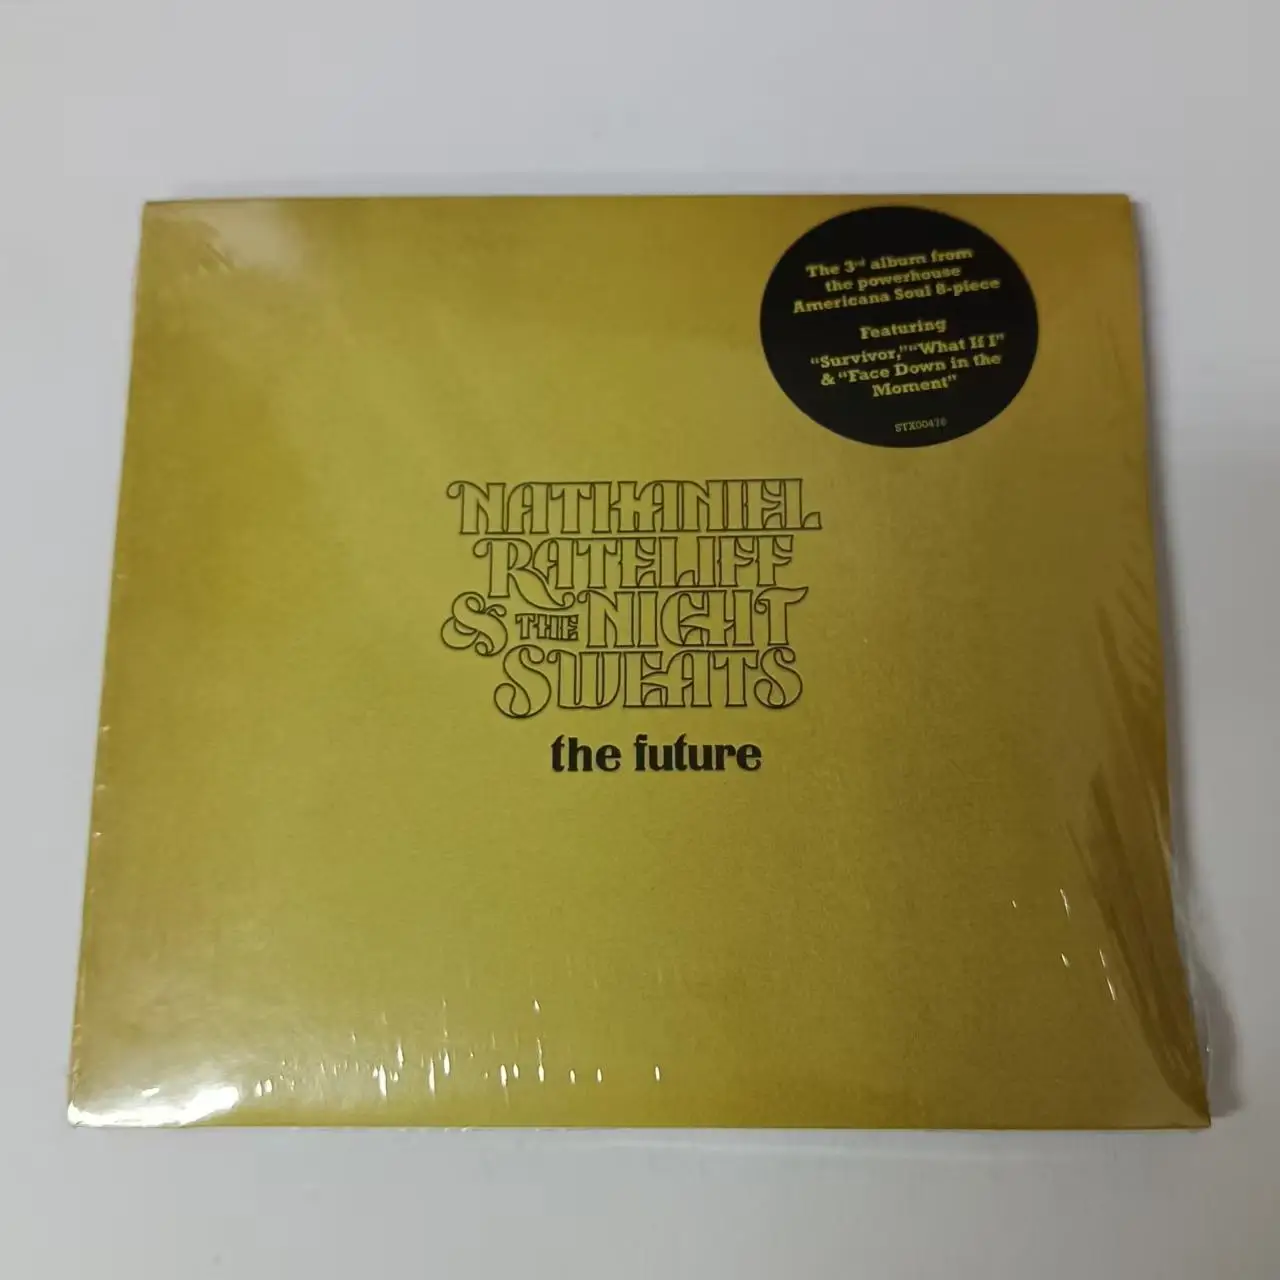 The 3rd album from
the powerhouse
Americana Soul 8-piece
Featuring
"Survivor," "What If I"
& "Face Down in the
Moment"
STX00476
NATHANIEL
RATELIFF
& THE NIGHT
SWEATS
the future